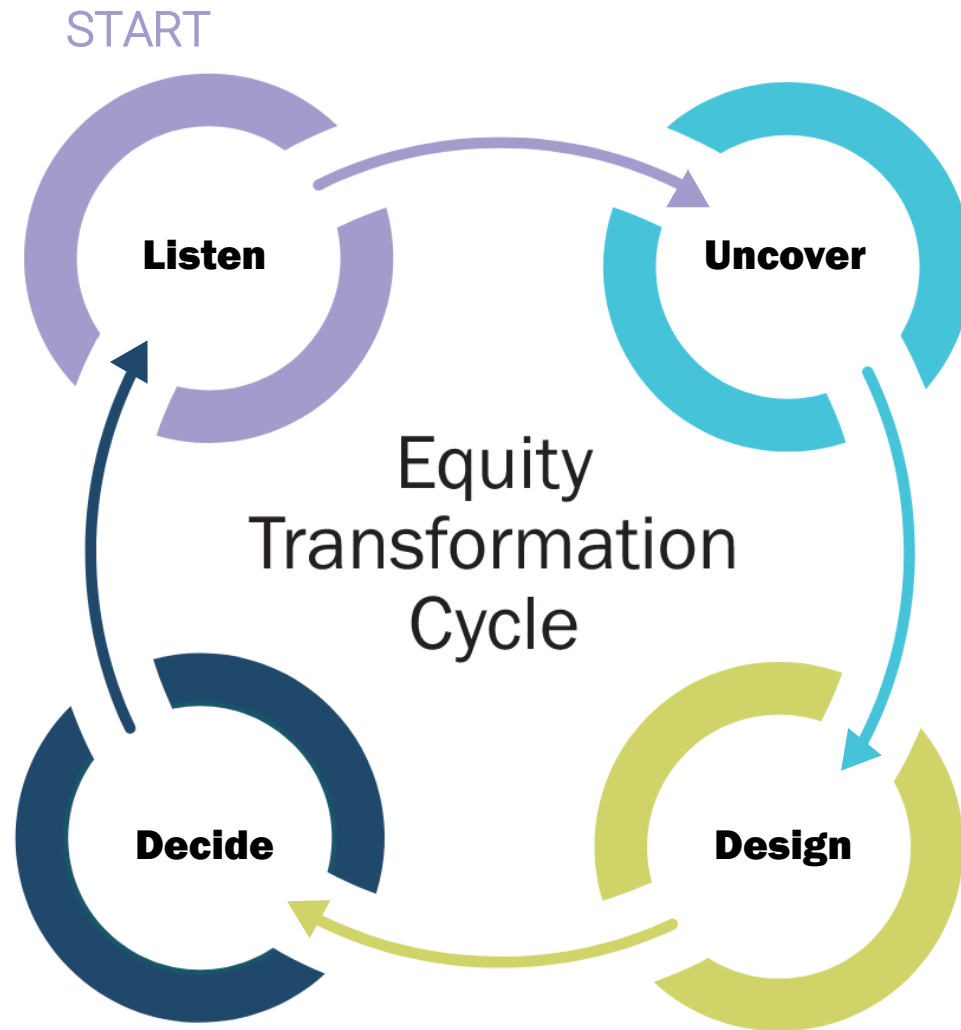 START
Listen
Uncover
Equity
Transformation
Cycle
Decide
Design